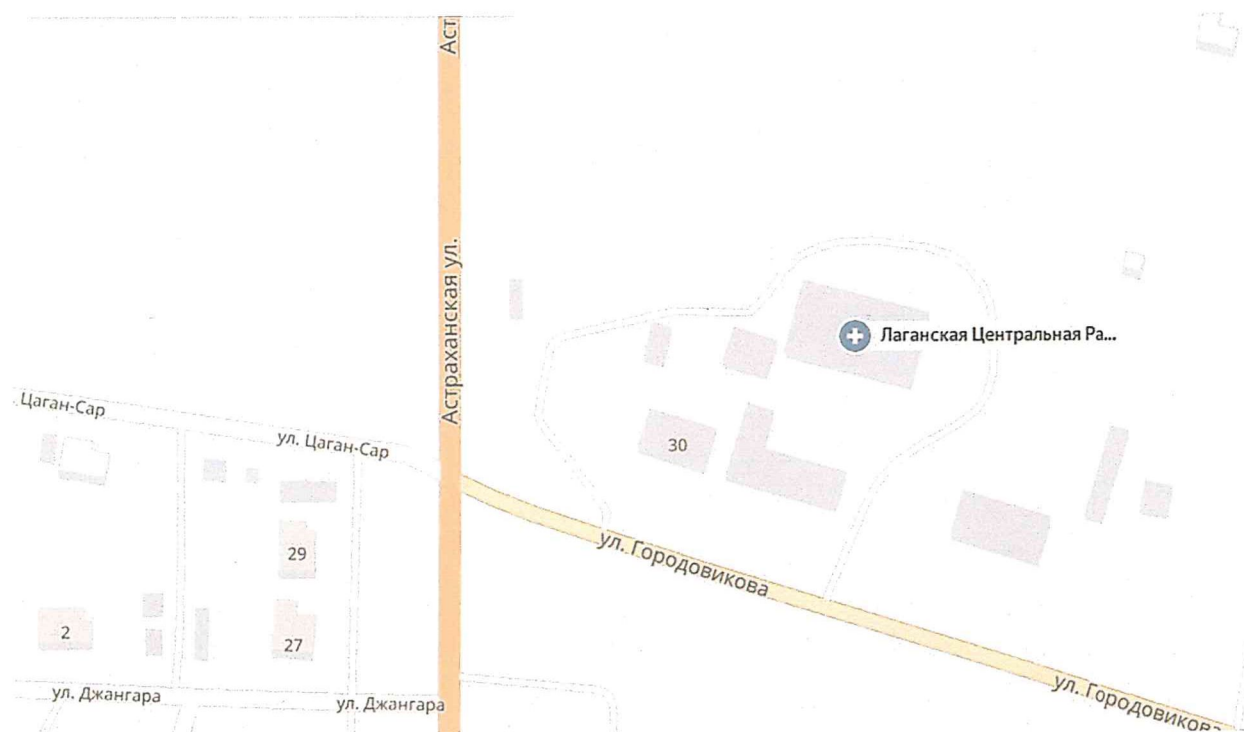 Аст
Астраханская ул.
Лаганская Центральная Ра...
Цаган-Сар
ул. Цаган-Сар
30
29
ул. Городовикова
2
27
ул. Джангара
ул. Джангара
ул. Городовикова